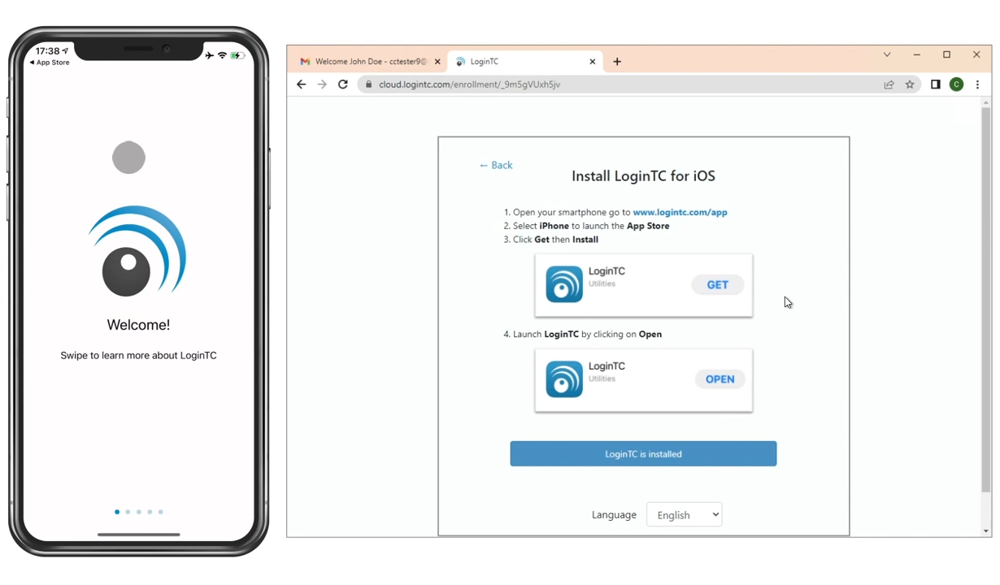 17:38
App Store
Welcome!
Swipe to learn more about LoginTC
Welcome John Doe - cctester9@
LoginTC
cloud.logintc.com/enrollment/_9m5gVUxh5jv
C
← Back
Install LoginTC for iOS
1. Open your smartphone go to www.logintc.com/app
2. Select iPhone to launch the App Store
3. Click Get then Install
LoginTC
Utilities
GET
4. Launch LoginTC by clicking on Open
LoginTC
Utilities
OPEN
LoginTC is installed
Language English